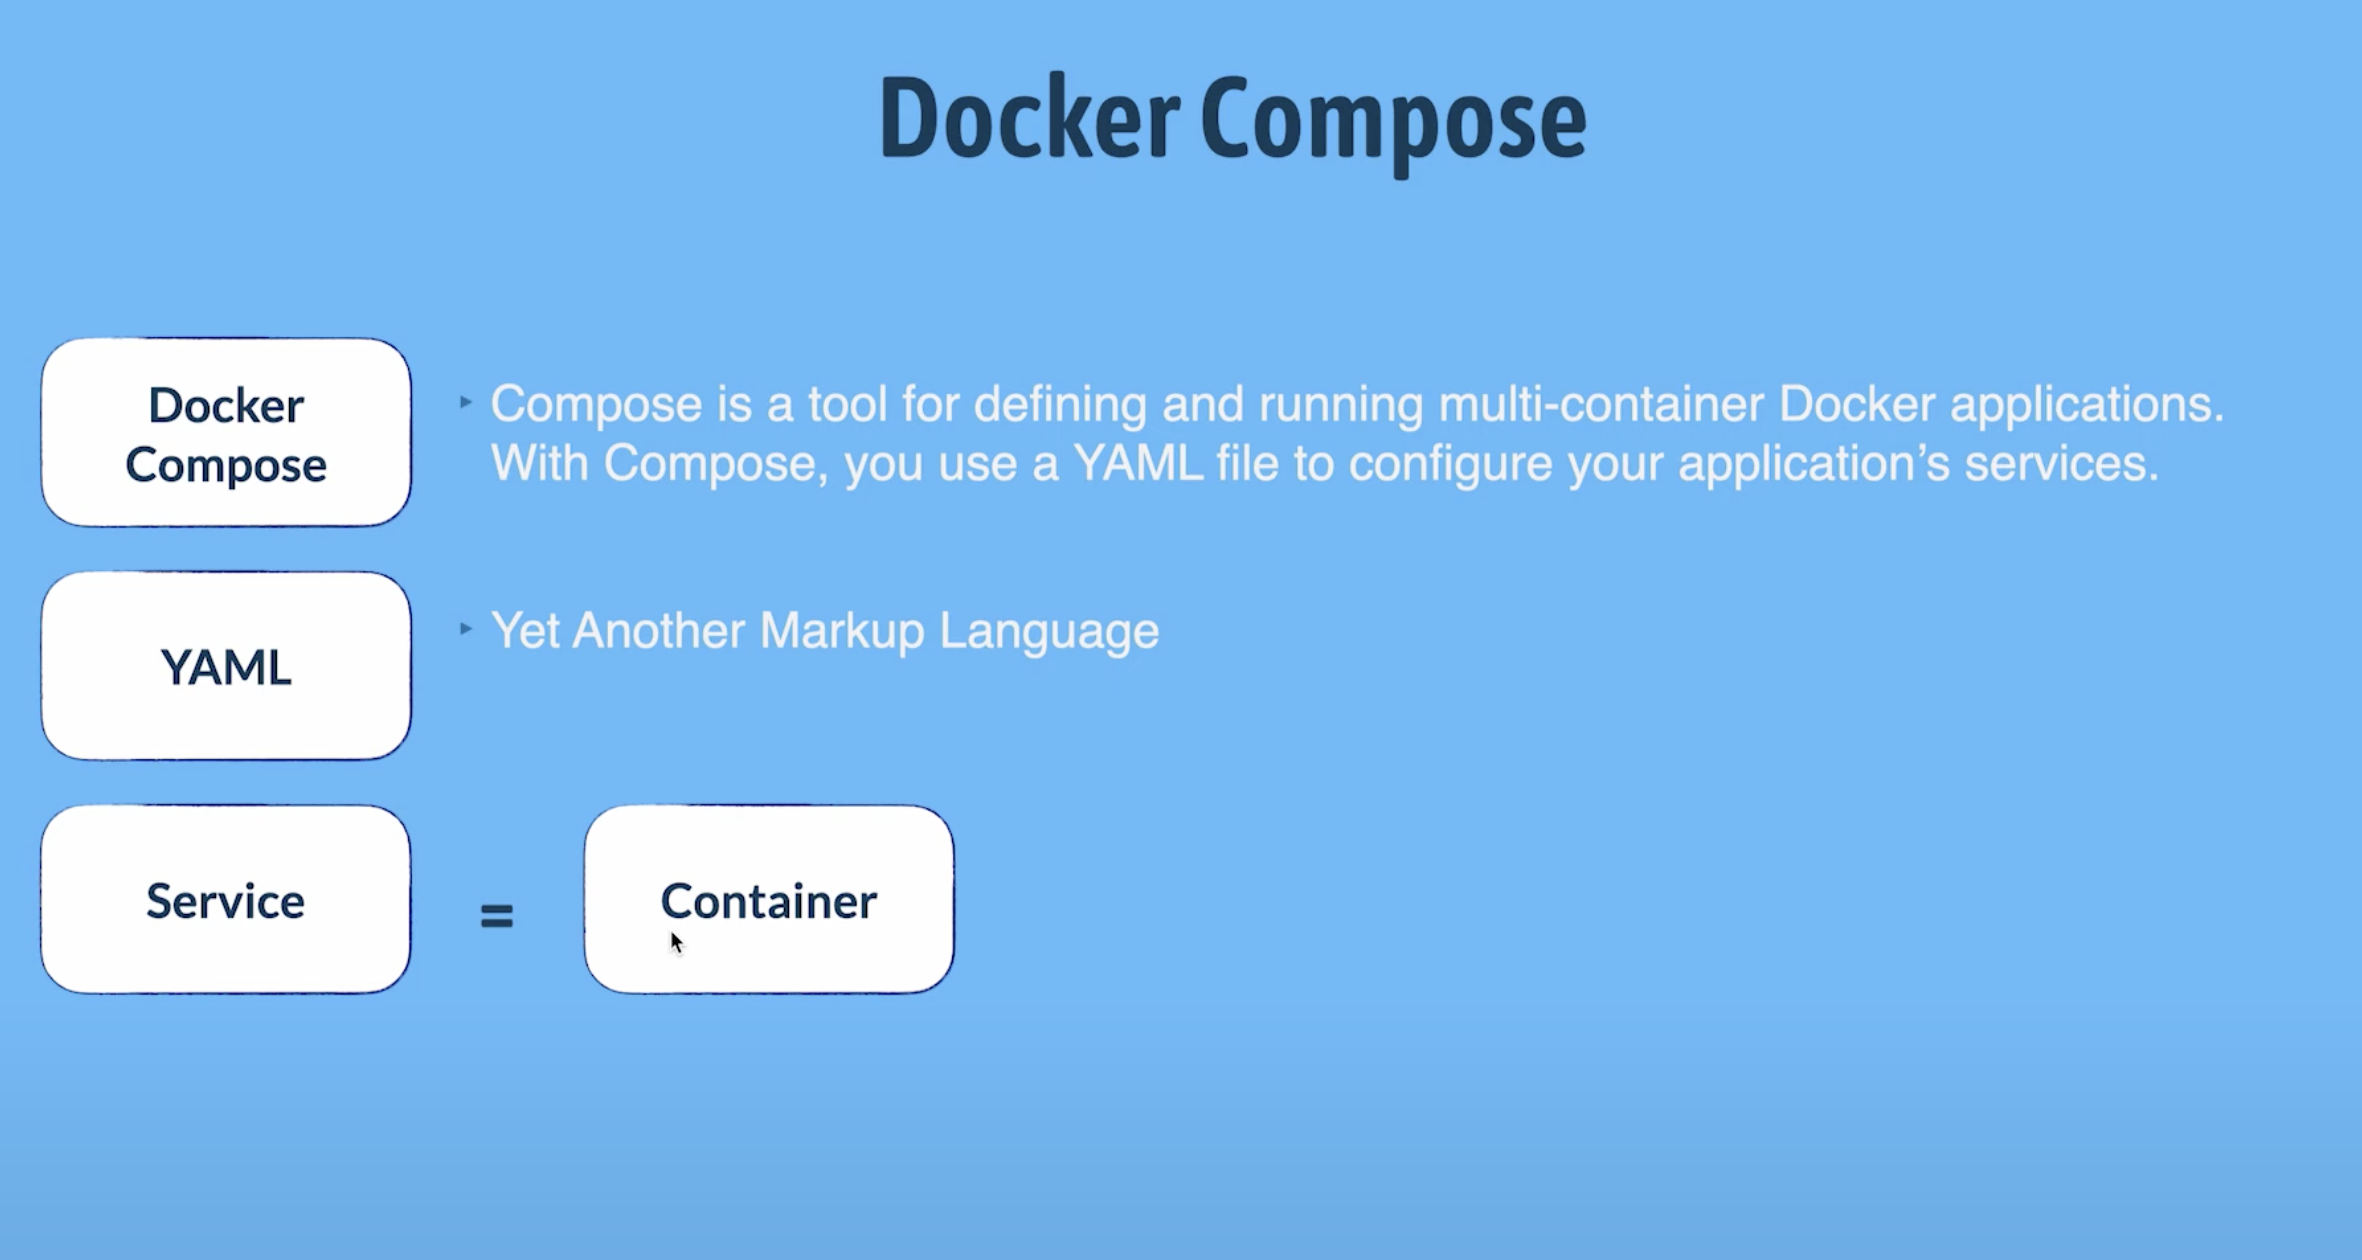 Docker Compose
Docker
Compose
‣ Compose is a tool for defining and running multi-container Docker applications.
With Compose, you use a YAML file to configure your application’s services.
YAML
‣ Yet Another Markup Language
Service = Container